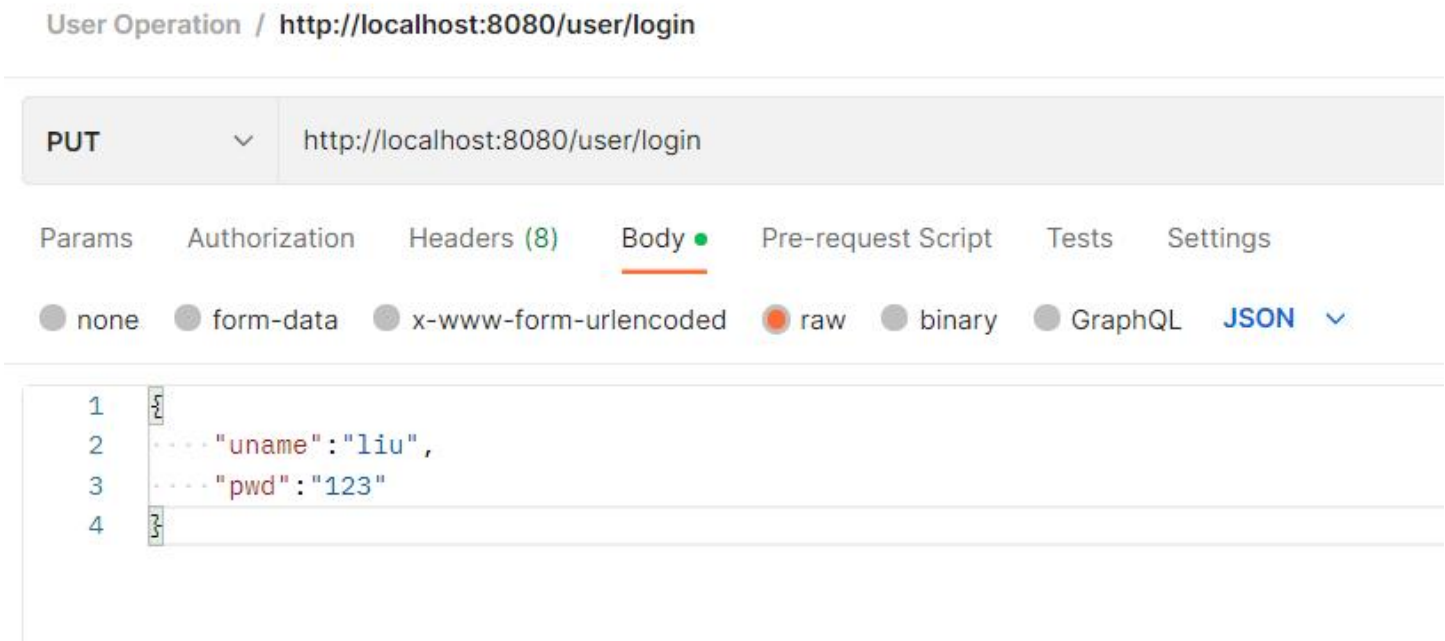 User Operation / http://localhost:8080/user/login
PUT http://localhost:8080/user/login
Params Authorization Headers (8) Body Pre-request Script Tests Settings
none form-data x-www-form-urlencoded raw binary GraphQL JSON
1 {
2 "uname":"liu",
3 "pwd":"123"
4 }